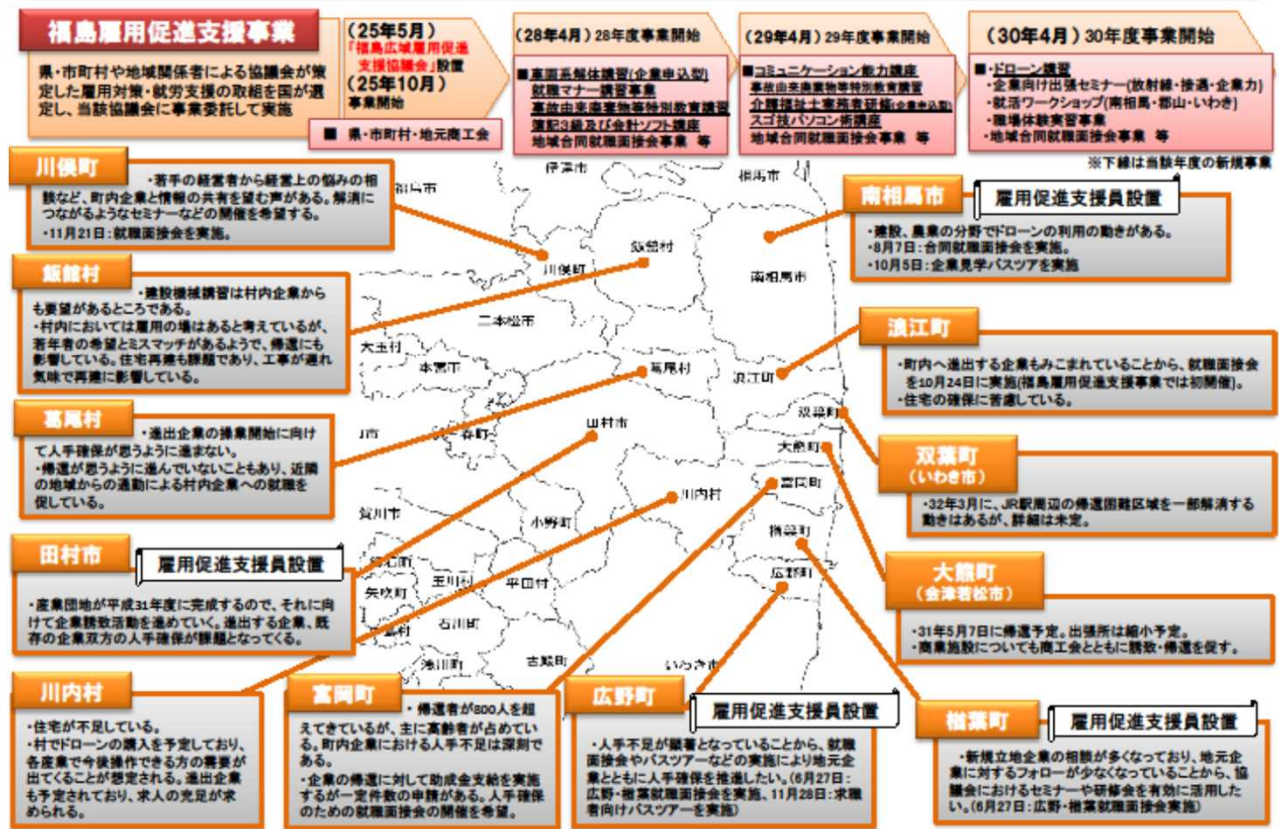 福島雇用促進支援事業
県・市町村や地域関係者による協議会が策
定した雇用対策・就労支援の取組を国が選
定し、当該協議会に事業委託して実施
(25年5月)
「福島広域雇用促進
支援協議会」設置
(25年10月)
事業開始
■ 県・市町村・地元商工会
(28年4月) 28年度事業開始
■車両系解体講習(企業申込型)
就職マナー講習事業
事故由来廃棄物等特別教育講習
簿記3級及び会計ソフト講座
地域合同就職面接会事業 等
(29年4月) 29年度事業開始
■コミュニケーション能力講座
事故由来廃棄物等特別教育講習
介護福祉士実務者研修(企業申込型)
スゴ技パソコン術講座
地域合同就職面接会事業 等
(30年4月) 30年度事業開始
■・ドローン講習
・企業向け出張セミナー(放射線・接遇・企業力)
・就活ワークショップ(南相馬・郡山・いわき)
・職場体験実習事業
・地域合同就職面接会事業 等
※下線は当該年度の新規事業
川俣町
・若手の経営者から経営上の悩みの相
談など、町内企業と情報の共有を望む声がある。解消に
つながるようなセミナーなどの開催を希望する。
・11月21日:就職面接会を実施。
飯館村
・建設機械講習は村内企業から
も要望があるところである。
・村内においては雇用の場はあると考えているが、
若年者の希望とミスマッチがあるようで、帰還にも
影響している。住宅再建も課題であり、工事が遅れ
気味で再建に影響している。
葛尾村
・進出企業の操業開始に向け
て人手確保が思うように進まない。
・帰還が思うように進んでいないこともあり、近隣
の地域からの通勤による村内企業への就職を
促している。
田村市
雇用促進支援員設置
・産業団地が平成31年度に完成するので、それに向
けて企業誘致活動を進めていく。進出する企業、既
存の企業双方の人手確保が課題となってくる。
川内村
・住宅が不足している。
・村でドローンの購入を予定しており、
各産業で今後操作できる方の需要が
出てくることが想定される。進出企業
も予定されており、求人の充足が求
められる。
富岡町
・帰還者が800人を超
えてきているが、主に高齢者が占めてい
る。町内企業における人手不足は深刻で
ある。
・企業の帰還に対して助成金支給を実施
するが一定件数の申請がある。人手確保
のための就職面接会の開催を希望。
広野町
雇用促進支援員設置
・人手不足が顕著となっていることから、就職
面接会やバスツアーなどの実施により地元企
業とともに人手確保を推進したい。(6月27日:
広野・楢葉就職面接会を実施、11月28日:求職
者向けバスツアーを実施)
楢葉町
雇用促進支援員設置
・新規立地企業の相談が多くなっており、地元企
業に対するフォローが少なくなっていることから、協
議会におけるセミナーや研修会を有効に活用した
い。(6月27日:広野・楢葉就職面接会実施)
大熊町
(会津若松市)
・31年5月7日に帰還予定。出張所は縮小予定。
・商業施設についても商工会とともに誘致・帰還を促す。
双葉町
(いわき市)
・32年3月に、JR駅周辺の帰還困難区域を一部解消する
動きはあるが、詳細は未定。
浪江町
・町内へ進出する企業もみこまれていることから、就職面接会
を10月24日に実施(福島雇用促進支援事業では初開催)。
・住宅の確保に苦慮している。
南相馬市
雇用促進支援員設置
・建設、農業の分野でドローンの利用の動きがある。
・8月7日:合同就職面接会を実施。
・10月5日:企業見学バスツアを実施
伊達市
相馬市
福島市
飯舘村
川俣町
南相馬市
二本松市
大玉村
本宮市
葛尾村
浪江町
双葉町
田村市
大熊町
春町
富岡町
川内村
賀川市
小野町
楢葉町
広野町
玉川村
平田村
矢吹町
石川町
浅川町
古殿町
いわき市